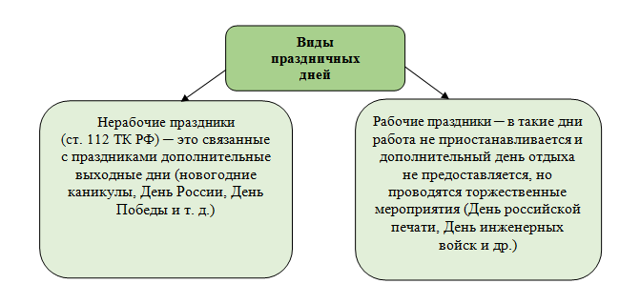 Виды
праздничных
дней
Нерабочие праздники
(ст. 112 ТК РФ) — это связанные
с праздниками дополнительные
выходные дни (новогодние
каникулы, День России, День
Победы и т. д.)
Рабочие праздники — в такие дни
работа не приостанавливается и
дополнительный день отдыха
не предоставляется, но
проводятся торжественные
мероприятия (День российской
печати, День инженерных
войск и др.)